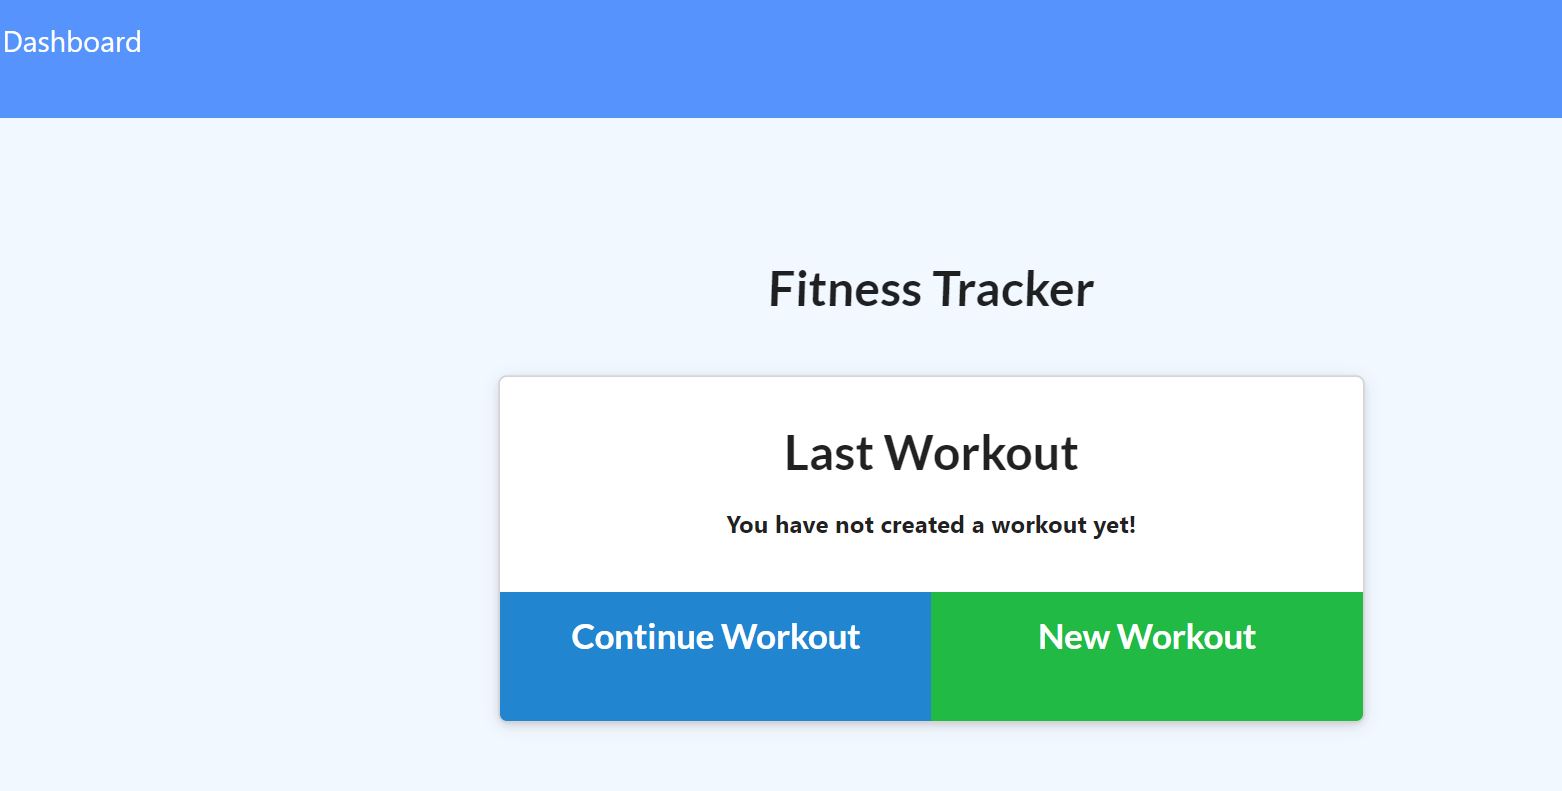 Dashboard
Fitness Tracker
Last Workout
You have not created a workout yet!
Continue Workout
New Workout